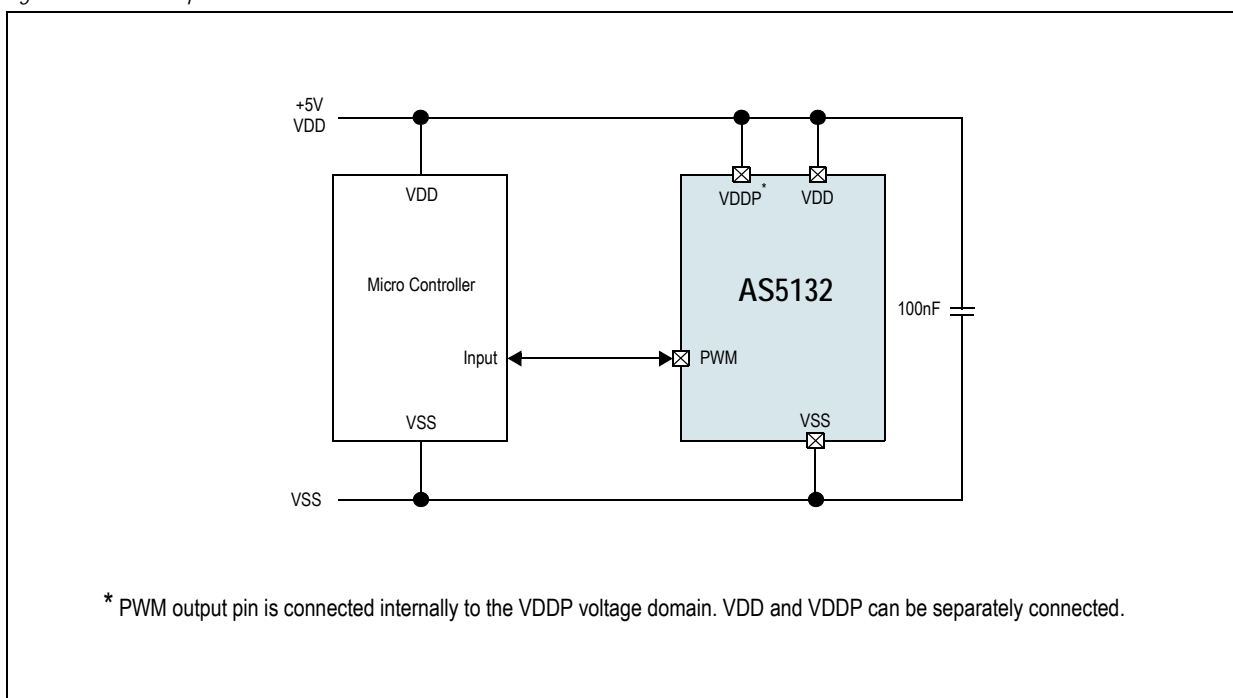 +5V
VDD
VDD
VDDP*
VDD
Micro Controller
AS5132
100nF
Input
PWM
VSS
VSS
VSS
* PWM output pin is connected internally to the VDDP voltage domain. VDD and VDDP can be separately connected.